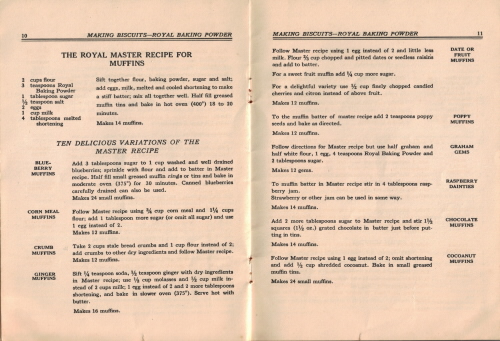 10
MAKING BISCUITS—ROYAL BAKING POWDER
THE ROYAL MASTER RECIPE FOR
MUFFINS
2 cups flour
3 teaspoons Royal
Baking Powder
1 tablespoon sugar
½ teaspoon salt
2 eggs
1 cup milk
4 tablespoons melted
shortening
Sift together flour, baking powder, sugar and salt;
add eggs, milk, melted and cooled shortening to make
a stiff batter; mix all together well. Half fill greased
muffin tins and bake in hot oven (400°) 18 to 20
minutes.
Makes 14 muffins.
TEN DELICIOUS VARIATIONS OF THE
MASTER RECIPE
BLUE-
BERRY
MUFFINS
Add 3 tablespoons sugar to 1 cup washed and well drained
blueberries; sprinkle with flour and add to batter in Master
recipe. Half fill small greased muffin rings or tins and bake in
moderate oven (375°) for 30 minutes. Canned blueberries
carefully drained can also be used.
Makes 24 small muffins.
CORN MEAL
MUFFINS
Follow Master recipe using ¾ cup corn meal and 1¼ cups
flour; add 1 tablespoon more sugar (or omit all sugar) and use
1 egg instead of 2.
Makes 12 muffins.
CRUMB
MUFFINS
Take 2 cups stale bread crumbs and 1 cup flour instead of 2;
add crumbs to other dry ingredients and follow Master recipe.
Makes 12 muffins.
GINGER
MUFFINS
Sift ¼ teaspoon soda, ½ teaspoon ginger with dry ingredients
in Master recipe; use ½ cup molasses and ½ cup milk in-
stead of 2 cups milk; 1 egg instead of 2 and 2 more tablespoons
shortening, and bake in slower oven (375°). Serve hot with
butter.
Makes 16 muffins.
MAKING BISCUITS—ROYAL BAKING POWDER
11
Follow Master recipe using 1 egg instead of 2 and little less
milk. Flour ¾ cup chopped and pitted dates or seedless raisins
and add to batter.
For a sweet fruit muffin add ¼ cup more sugar.
For a delightful variety use ½ cup finely chopped candied
cherries and citron instead of above fruit.
Makes 12 muffins.
DATE OR
FRUIT
MUFFINS
To the muffin batter of master recipe add 2 teaspoons poppy
seeds and bake as directed.
Makes 12 muffins.
POPPY
MUFFINS
Follow directions for Master recipe but use half graham and
half white flour, 1 egg, 4 teaspoons Royal Baking Powder and
2 tablespoons sugar.
Makes 12 gems.
GRAHAM
GEMS
To muffin batter in Master recipe stir in 4 tablespoons rasp-
berry jam.
Strawberry or other jam can be used in some way.
Makes 14 muffins.
RASPBERRY
DAINTIES
Add 2 more tablespoons sugar to Master recipe and stir 1½
squares (1½ oz.) grated chocolate in batter just before put-
ting in tins.
Makes 14 muffins.
CHOCOLATE
MUFFINS
Follow Master recipe using 1 egg instead of 2; omit shortening
and add ½ cup shredded cocoanut. Bake in small greased
muffin tins.
Makes 24 small muffins.
COCOANUT
MUFFINS